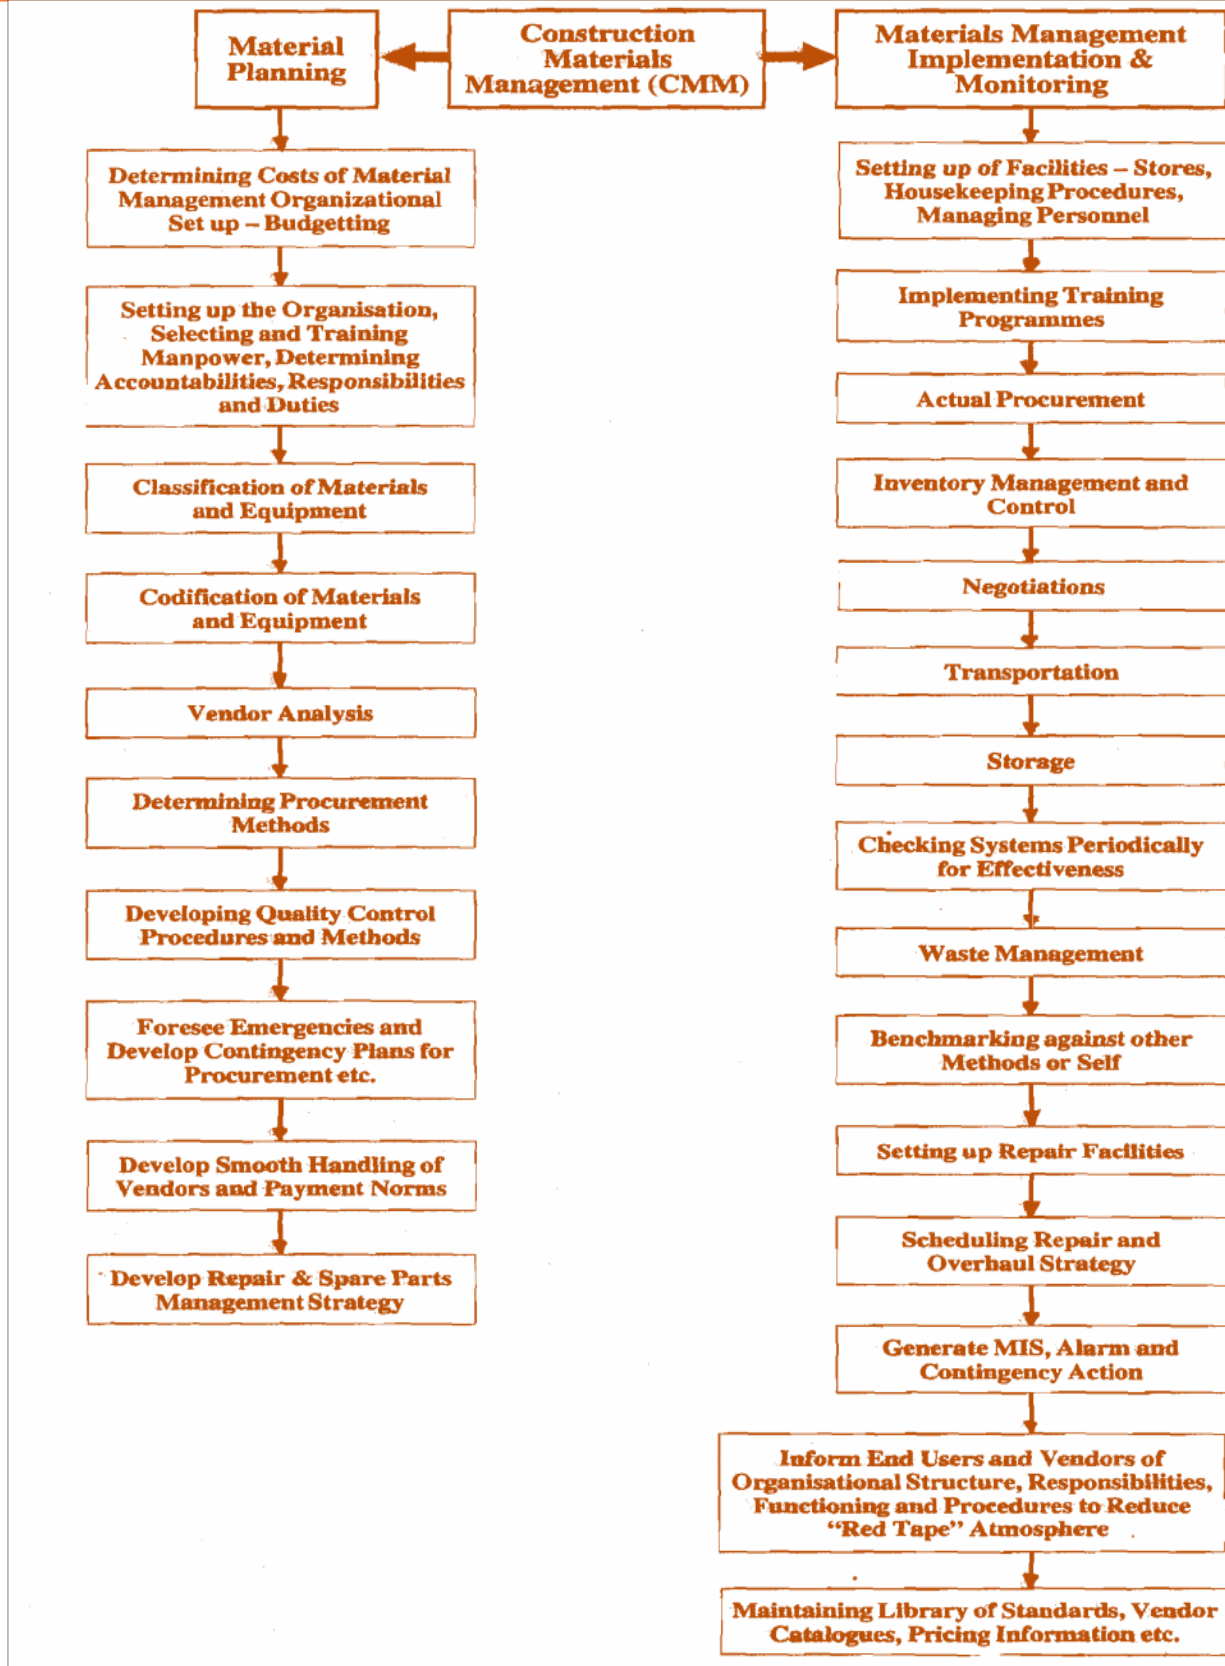 Material
Planning
Construction
Materials
Management (CMM)
Materials Management
Implementation &
Monitoring
Determining Costs of Material
Management Organizational
Set up – Budgetting
Setting up the Organisation,
Selecting and Training
Manpower, Determining
Accountabilities, Responsibilities
and Duties
Classification of Materials
and Equipment
Codification of Materials
and Equipment
Vendor Analysis
Determining Procurement
Methods
Developing Quality Control
Procedures and Methods
Foresee Emergencies and
Develop Contingency Plans for
Procurement etc.
Develop Smooth Handling of
Vendors and Payment Norms
Develop Repair & Spare Parts
Management Strategy
Setting up of Facilities – Stores,
Housekeeping Procedures,
Managing Personnel
Implementing Training
Programmes
Actual Procurement
Inventory Management and
Control
Negotiations
Transportation
Storage
Checking Systems Periodically
for Effectiveness
Waste Management
Benchmarking against other
Methods or Self
Setting up Repair Facilities
Scheduling Repair and
Overhaul Strategy
Generate MIS, Alarm and
Contingency Action
Inform End Users and Vendors of
Organisational Structure, Responsibilities,
Functioning and Procedures to Reduce
“Red Tape” Atmosphere
Maintaining Library of Standards, Vendor
Catalogues, Pricing Information etc.